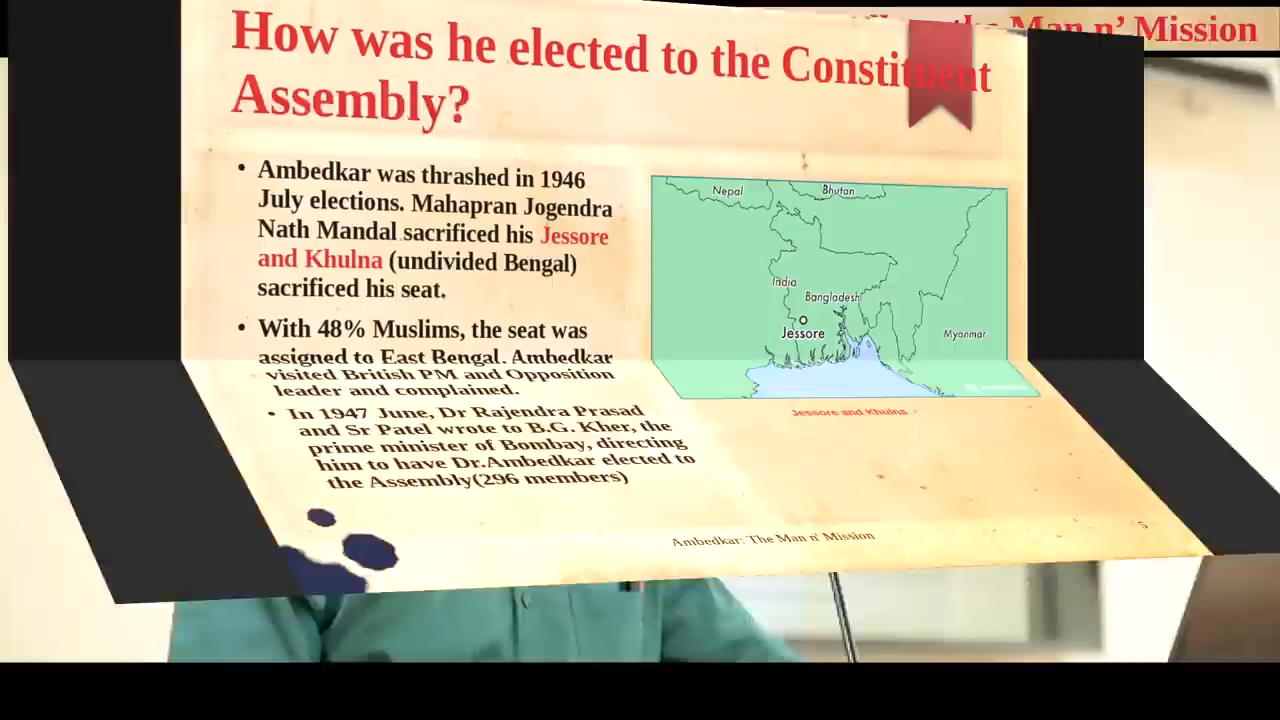 the Man n’ Mission
How was he elected to the Constituent
Assembly?
• Ambedkar was thrashed in 1946
July elections. Mahapran Jogendra
Nath Mandal sacrificed his Jessore
and Khulna (undivided Bengal)
sacrificed his seat.
• With 48% Muslims, the seat was
assigned to East Bengal. Ambedkar
visited British PM and Opposition
leader and complained.
• In 1947 June, Dr Rajendra Prasad
and Sr Patel wrote to B.G. Kher, the
prime minister of Bombay, directing
him to have Dr.Ambedkar elected to
the Assembly(296 members)
Nepal
Bhutan
India
Bangladesh
Jessore
Myanmar
Jessore and Khulna
Ambedkar: The Man n' Mission
5